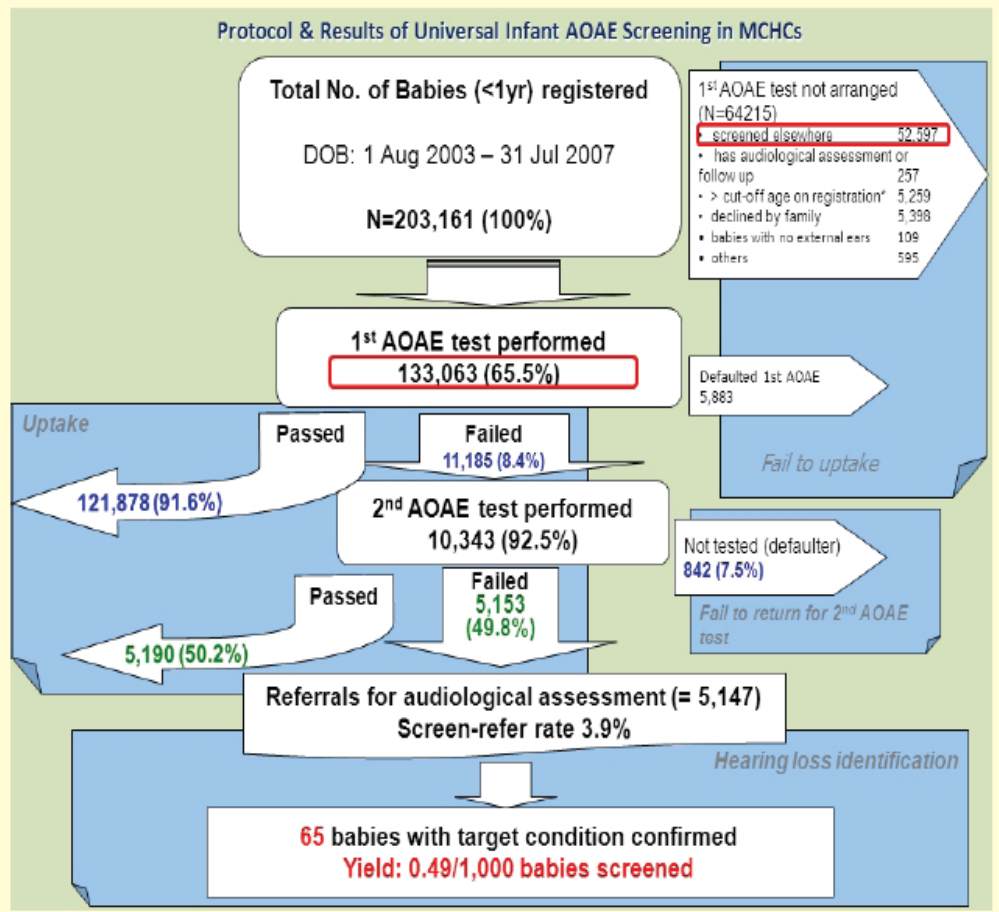 Protocol & Results of Universal Infant AOAE Screening in MCHCs
Total No. of Babies (<1yr) registered
DOB: 1 Aug 2003 – 31 Jul 2007
N=203,161 (100%)
1st AOAE test not arranged
(N=64215)
• screened elsewhere 52,597
• has audiological assessment or
follow up 257
• > cut-off age on registration* 5,259
• declined by family 5,398
• babies with no external ears 109
• others 595
1st AOAE test performed
133,063 (65.5%)
Defaulted 1st AOAE
5,883
Fail to uptake
Uptake
Passed
121,878 (91.6%)
Failed
11,185 (8.4%)
2nd AOAE test performed
10,343 (92.5%)
Not tested (defaulter)
842 (7.5%)
Fail to return for 2nd AOAE
test
Passed
5,190 (50.2%)
Failed
5,153
(49.8%)
Referrals for audiological assessment (= 5,147)
Screen-refer rate 3.9%
Hearing loss identification
65 babies with target condition confirmed
Yield: 0.49/1,000 babies screened